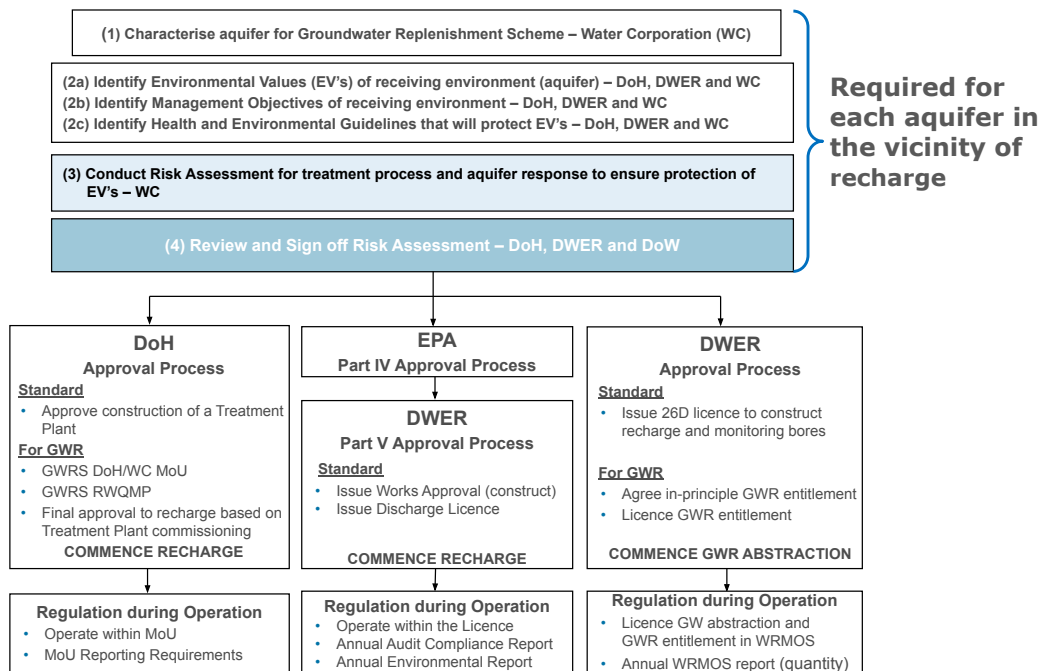 (1) Characterise aquifer for Groundwater Replenishment Scheme – Water Corporation (WC)
(2a) Identify Environmental Values (EV's) of receiving environment (aquifer) – DoH, DWER and WC
(2b) Identify Management Objectives of receiving environment – DoH, DWER and WC
(2c) Identify Health and Environmental Guidelines that will protect EV's – DoH, DWER and WC
(3) Conduct Risk Assessment for treatment process and aquifer response to ensure protection of
EV's – WC
(4) Review and Sign off Risk Assessment – DoH, DWER and DoW
Required for
each aquifer in
the vicinity of
recharge
DoH
Approval Process
Standard
• Approve construction of a Treatment
Plant
For GWR
• GWRS DoH/WC MoU
• GWRS RWQMP
• Final approval to recharge based on
Treatment Plant commissioning
COMMENCE RECHARGE
Regulation during Operation
• Operate within MoU
• MoU Reporting Requirements
EPA
Part IV Approval Process
DWER
Part V Approval Process
Standard
• Issue Works Approval (construct)
• Issue Discharge Licence
COMMENCE RECHARGE
Regulation during Operation
• Operate within the Licence
• Annual Audit Compliance Report
• Annual Environmental Report
DWER
Approval Process
Standard
• Issue 26D licence to construct
recharge and monitoring bores
For GWR
• Agree in-principle GWR entitlement
• Licence GWR entitlement
COMMENCE GWR ABSTRACTION
Regulation during Operation
• Licence GW abstraction and
GWR entitlement in WRMOS
• Annual WRMOS report (quantity)